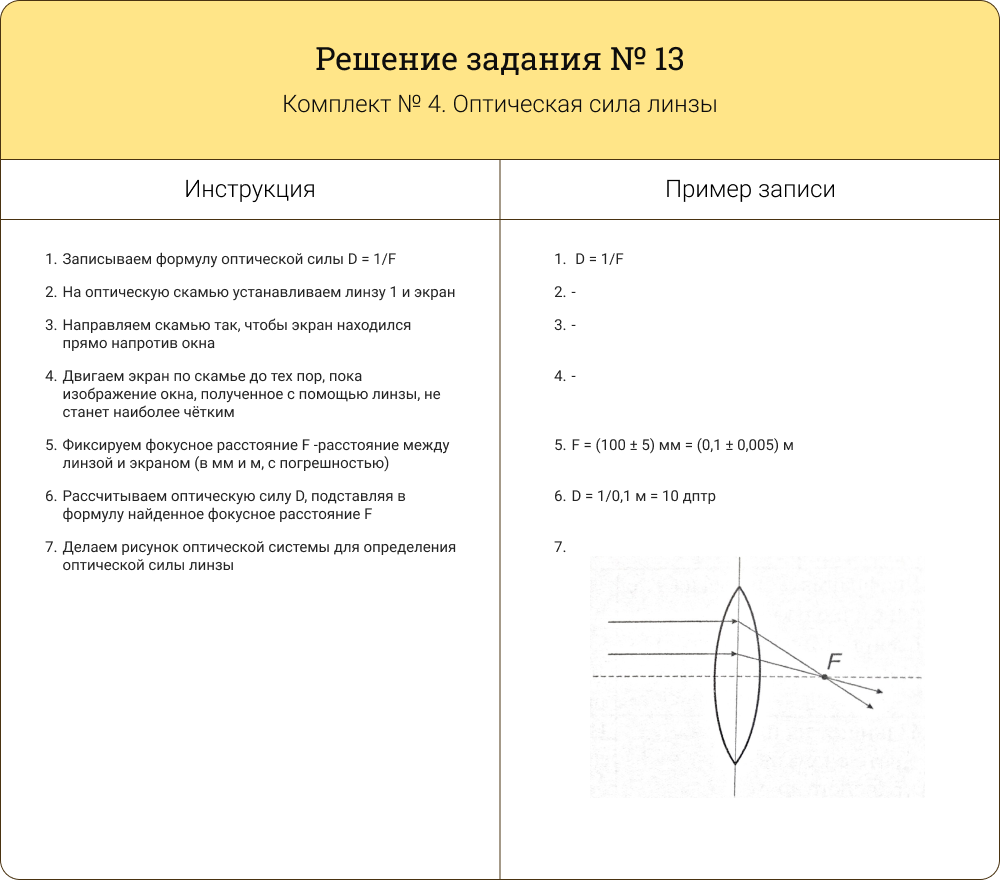 Решение задания № 13
Комплект № 4. Оптическая сила линзы
Инструкция
Пример записи
1. Записываем формулу оптической силы D = 1/F
2. На оптическую скамью устанавливаем линзу 1 и экран
3. Направляем скамью так, чтобы экран находился
прямо напротив окна
4. Двигаем экран по скамье до тех пор, пока
изображение окна, полученное с помощью линзы, не
станет наиболее чётким
5. Фиксируем фокусное расстояние F -расстояние между
линзой и экраном (в мм и м, с погрешностью)
6. Рассчитываем оптическую силу D, подставляя в
формулу найденное фокусное расстояние F
7. Делаем рисунок оптической системы для определения
оптической силы линзы
1. D = 1/F
2. -
3. -
4. -
5. F = (100 ± 5) мм = (0,1 ± 0,005) м
6. D = 1/0,1 м = 10 дптр
7.
F